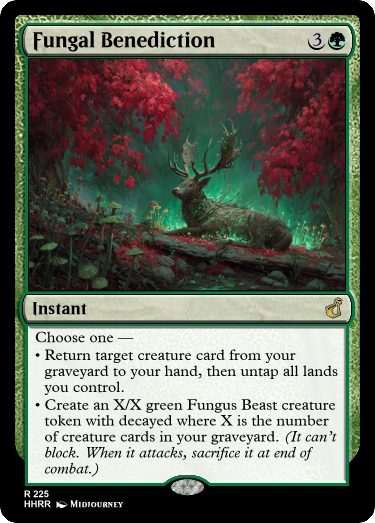 Fungal Benediction 3
Instant
Choose one —
• Return target creature card from your
graveyard to your hand, then untap all lands
you control.
• Create an X/X green Fungus Beast creature
token with decayed where X is the number
of creature cards in your graveyard. (It can't
block. When it attacks, sacrifice it at end of
combat.)
R 225
HHRR Midjourney